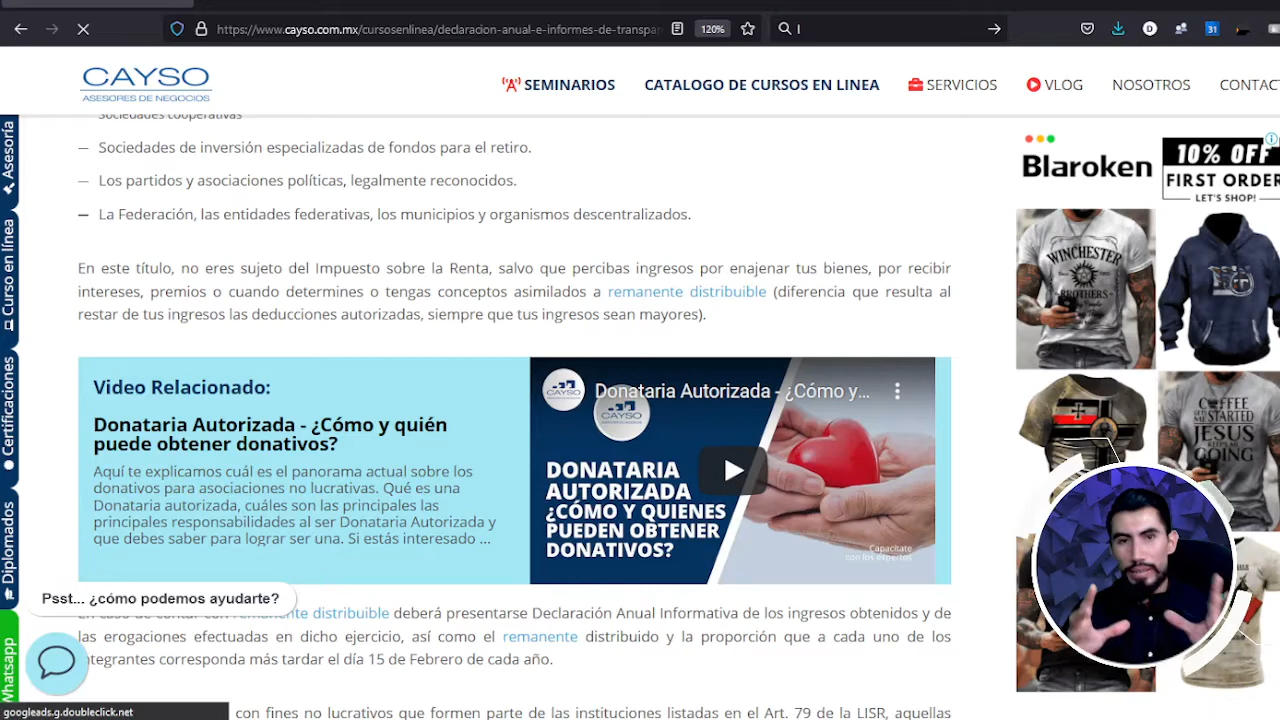 https://www.cayso.com.mx/cursosenlinea/declaracion-anual-e-informes-de-transpa
120%
31
CAYSO
ASESORES DE NEGOCIOS
SEMINARIOS
CATALOGO DE CURSOS EN LINEA
SERVICIOS
VLOG
NOSOTROS
CONTAC
Asesoría
Curso en línea
Certificaciones
Diplomados
Whatsapp
Sociedades cooperativas
— Sociedades de inversión especializadas de fondos para el retiro.
— Los partidos y asociaciones políticas, legalmente reconocidos.
— La Federación, las entidades federativas, los municipios y organismos descentralizados.
En este título, no eres sujeto del Impuesto sobre la Renta, salvo que percibas ingresos por enajenar tus bienes, por recibir
intereses, premios o cuando determines o tengas conceptos asimilados a remanente distribuible (diferencia que resulta al
restar de tus ingresos las deducciones autorizadas, siempre que tus ingresos sean mayores).
Video Relacionado:
Donataria Autorizada - ¿Cómo y quién
puede obtener donativos?
Aquí te explicamos cuál es el panorama actual sobre los
donativos para asociaciones no lucrativas. Qué es una
Donataria autorizada, cuáles son las principales las
principales responsabilidades al ser Donataria Autorizada y
que debes saber para lograr ser una. Si estás interesado ...
CAYSO
Donataria Autorizada - ¿Cómo y...
CAYSO
DONATARIA
AUTORIZADA
¿CÓMO Y QUIENES
PUEDEN OBTENER
DONATIVOS?
Capacítate
con los expertos
Psst... ¿cómo podemos ayudarte?
distribuible deberá presentarse Declaración Anual Informativa de los ingresos obtenidos y de
las erogaciones efectuadas en dicho ejercicio, así como el remanente distribuido y la proporción que a cada uno de los
integrantes corresponda más tardar el día 15 de Febrero de cada año.
con fines no lucrativos que formen parte de las instituciones listadas en el Art. 79 de la LISR, aquellas
googleads.g.doubleclick.net
Blaroken
10% OFF
FIRST ORDER
LET'S SHOP!
WINCHESTER
BROTHERS
COFFEE
GETS ME STARTED
JESUS
KEEPS ME
GOING